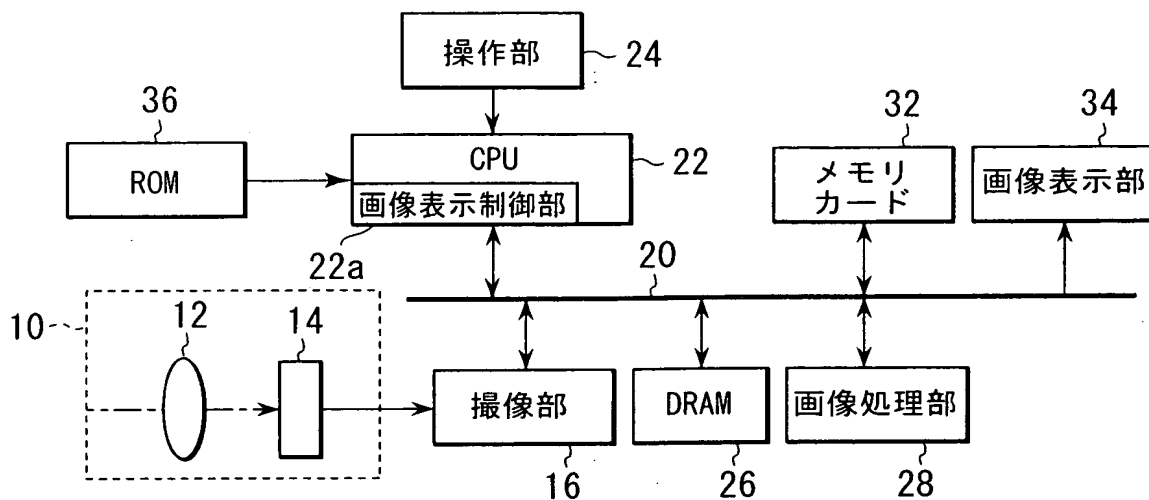 操作部
24
36
32
34
ROM
CPU
22
メモリ
カード
画像表示部
画像表示制御部
22a
20
10
12
14
撮像部
DRAM
画像処理部
16
26
28